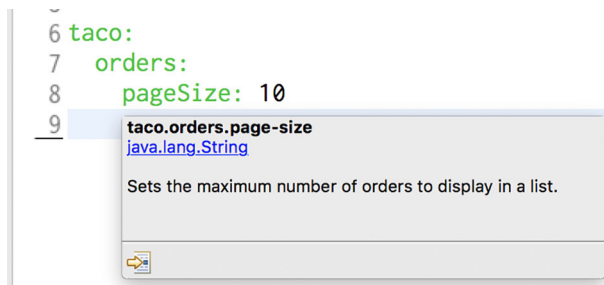 6 taco:
7 orders:
8 pageSize: 10
9
taco.orders.page-size
java.lang.String
Sets the maximum number of orders to display in a list.